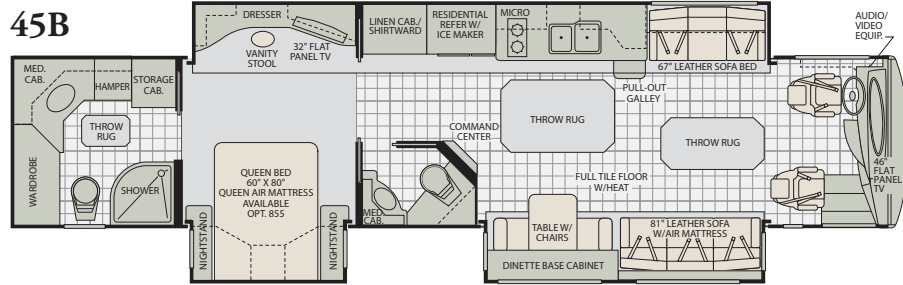 45B
DRESSER
VANITY
STOOL
32" FLAT
PANEL TV
LINEN CAB./
SHIRTWARD
RESIDENTIAL
REFER W/
ICE MAKER
MICRO
67" LEATHER SOFA BED
AUDIO/
VIDEO
EQUIP.
MED.
CAB.
HAMPER
STORAGE
CAB.
THROW
RUG
WARDROBE
SHOWER
QUEEN BED
60" X 80"
QUEEN AIR MATTRESS
AVAILABLE
OPT. 855
NIGHTSTAND
NIGHTSTAND
MED.
CAB.
COMMAND
CENTER
PULL-OUT
GALLEY
THROW RUG
THROW RUG
FULL TILE FLOOR
W/HEAT
46"
FLAT
PANEL
TV
TABLE W/
CHAIRS
DINETTE BASE CABINET
81" LEATHER SOFA
W/AIR MATTRESS